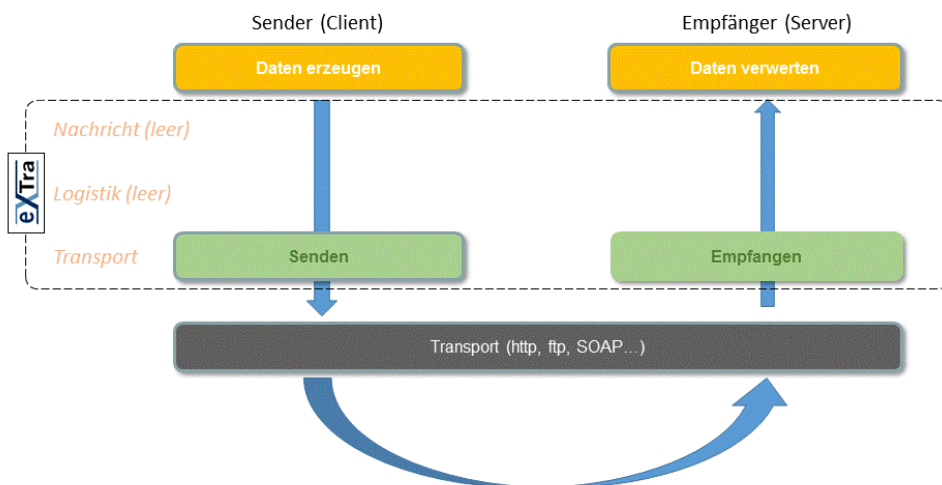 Sender (Client)
Empfänger (Server)
Daten erzeugen
Daten verwerten
Nachricht (leer)
eXTra
Logistik (leer)
Transport
Senden
Empfangen
Transport (http, ftp, SOAP…)